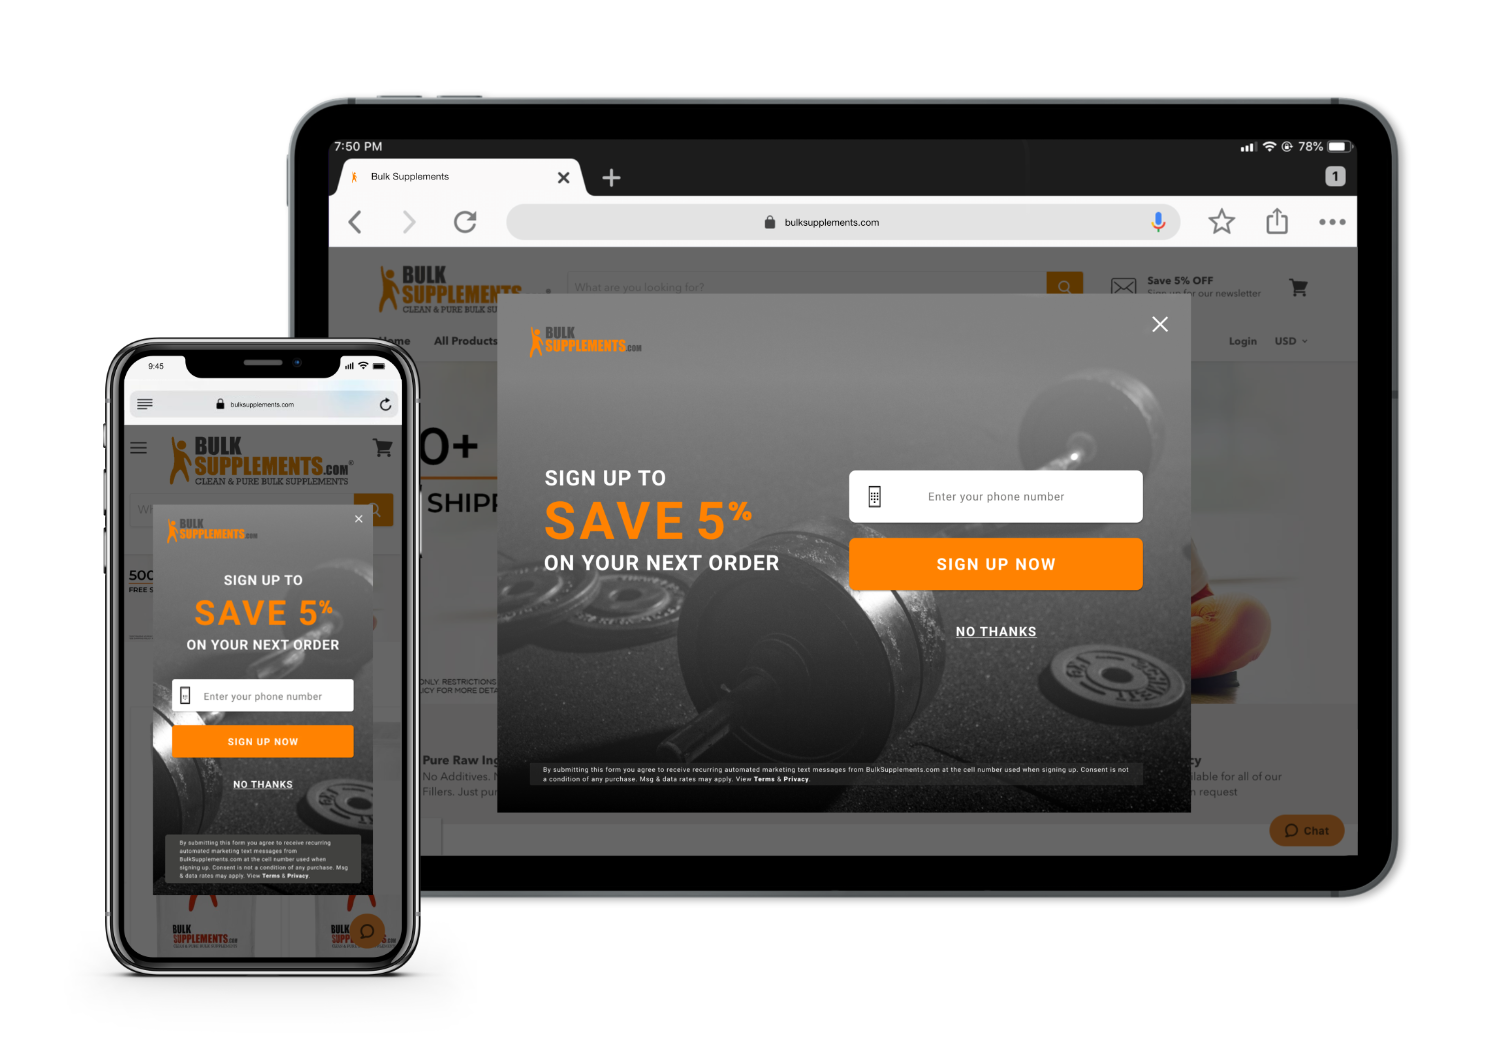 7:50 PM
78%
Bulk Supplements
1
bulksupplements.com
BULK
SUPPLEMENTS
CLEAN & PURE BULK SU
What are you looking for?
Save 5% OFF
Sign up for our newsletter
Home
All Products
Login
USD
BULK
SUPPLEMENTS.COM
0+
SHIPP
SIGN UP TO
SAVE 5%
ON YOUR NEXT ORDER
Enter your phone number
SIGN UP NOW
NO THANKS
ONLY. RESTRICTIONS
ICY FOR MORE DETA
Pure Raw Ing
No Additives. N
Fillers. Just pur
cy
ilable for all of our
n request
By submitting this form you agree to receive recurring automated marketing text messages from BulkSupplements.com at the cell number used when signing up. Consent is not
a condition of any purchase. Msg & data rates may apply. View Terms & Privacy.
Chat
9:45
bulksupplements.com
BULK
SUPPLEMENTS.COM®
CLEAN & PURE BULK SUPPLEMENTS
Wh
BULK
SUPPLEMENTS.COM
500
FREE S
SIGN UP TO
SAVE 5%
ON YOUR NEXT ORDER
Enter your phone number
SIGN UP NOW
NO THANKS
By submitting this form you agree to receive recurring
automated marketing text messages from
BulkSupplements.com at the cell number used when
signing up. Consent is not a condition of any purchase. Msg
& data rates may apply. View Terms & Privacy.
BULK
SUPPLEMENTS.COM
CLEAN & PURE BULK SUPPLEMENTS
BULK
SUPP